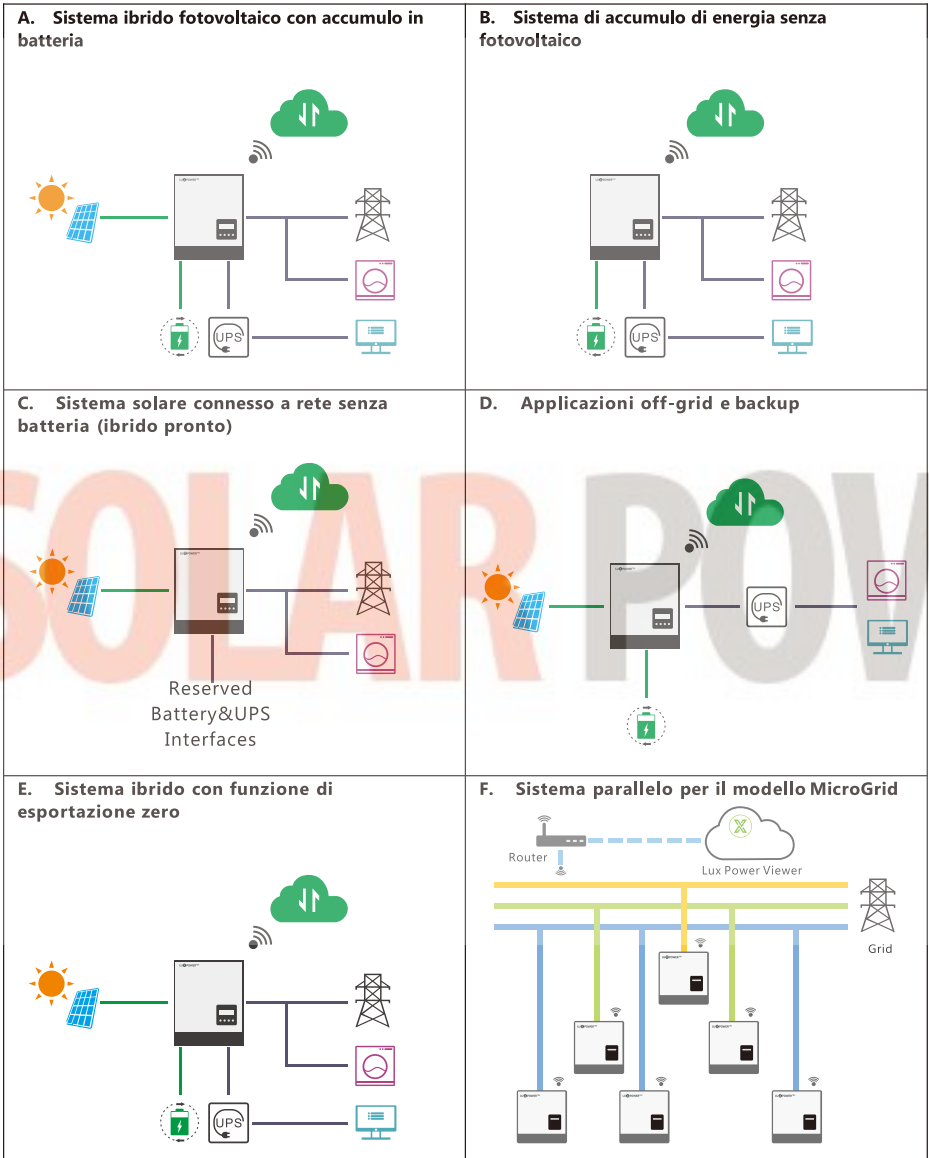 A. Sistema ibrido fotovoltaico con accumulo in
batteria
B. Sistema di accumulo di energia senza
fotovoltaico
UPS
UPS
C. Sistema solare connesso a rete senza
batteria (ibrido pronto)
D. Applicazioni off-grid e backup
SOLAR POW
UPS
Reserved
Battery&UPS
Interfaces
E. Sistema ibrido con funzione di
esportazione zero
UPS
F. Sistema parallelo per il modello MicroGrid
Router
Lux Power Viewer
Grid